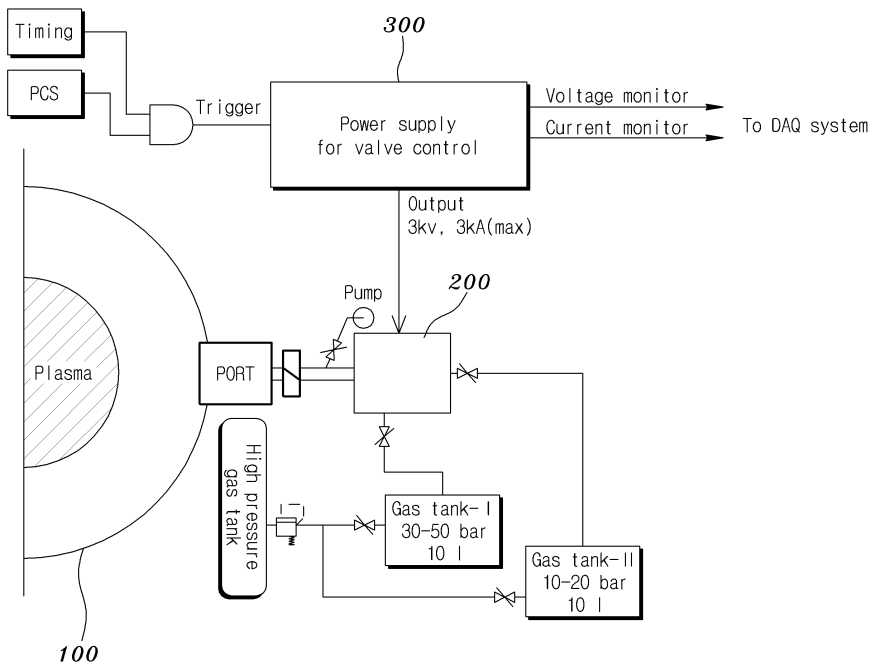 300
Timing
PCS
Trigger
Power supply
for valve control
Voltage monitor
Current monitor
To DAQ system
Output
3kv, 3kA(max)
200
Pump
Plasma
PORT
High pressure
gas tank
Gas tank-I
30-50 bar
10 l
Gas tank-II
10-20 bar
10 l
100